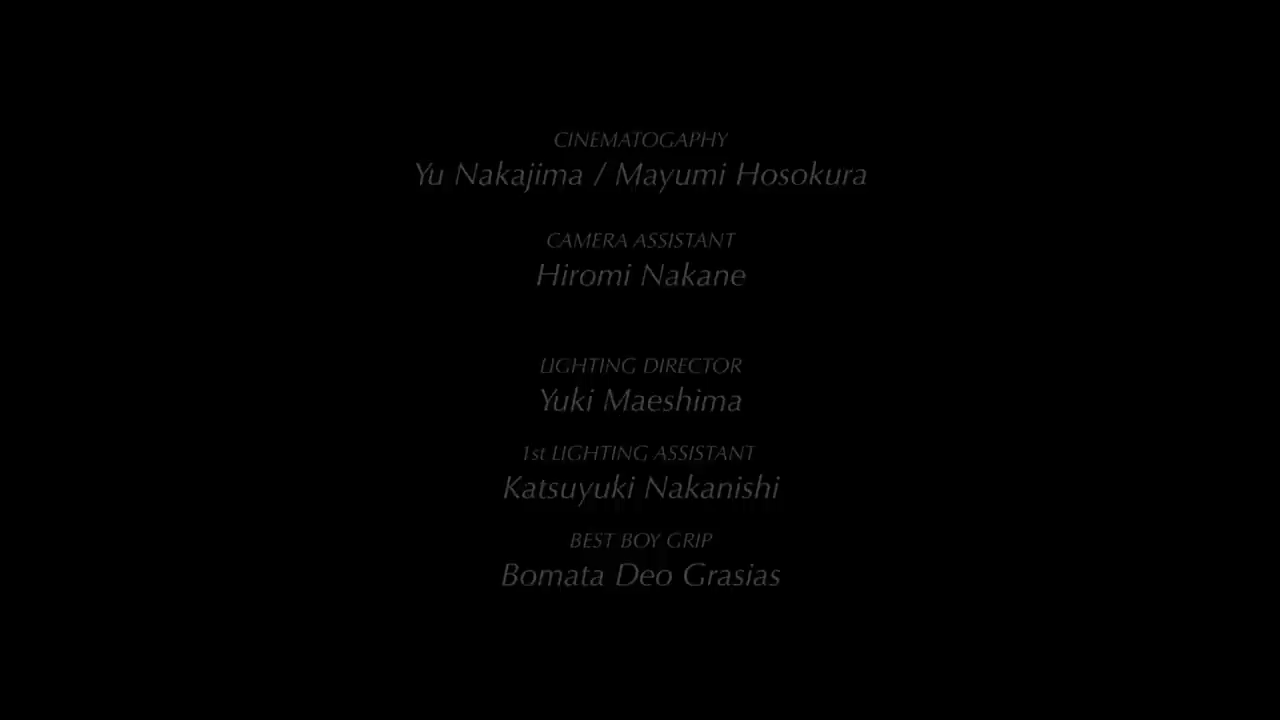 CINEMATOGAPHY
Yu Nakajima / Mayumi Hosokura
CAMERA ASSISTANT
Hiromi Nakane
LIGHTING DIRECTOR
Yuki Maeshima
1st LIGHTING ASSISTANT
Katsuyuki Nakanishi
BEST BOY GRIP
Bomata Deo Grasias